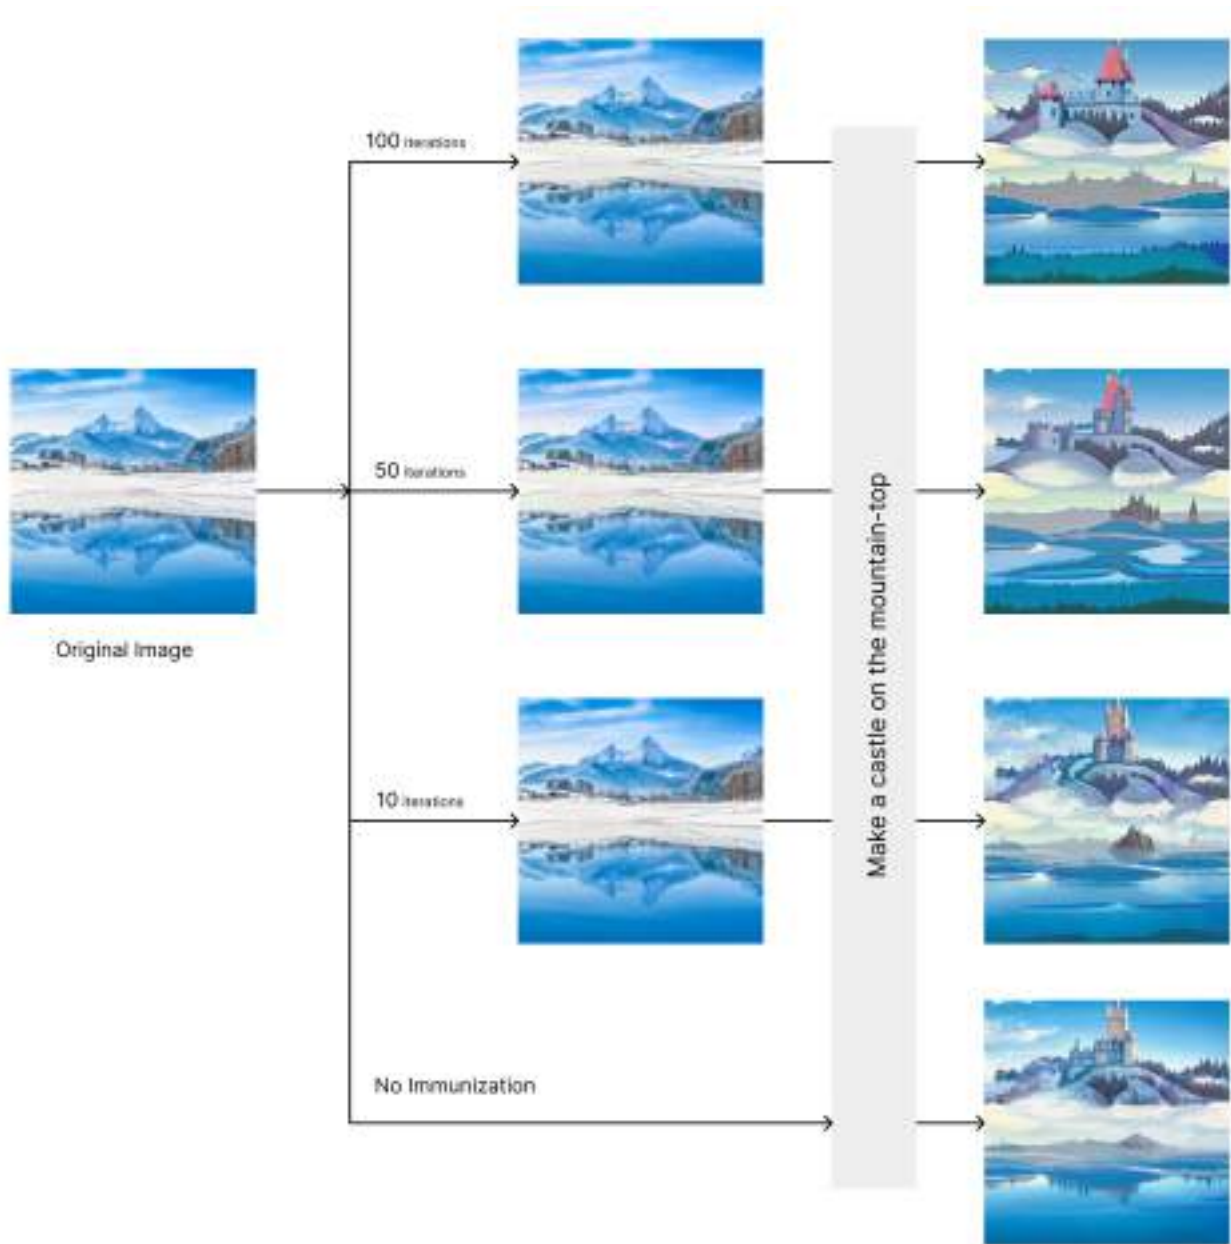 100 iterations
50 iterations
Original Image
10 iterations
Make a castle on the mountain-top
No Immunization